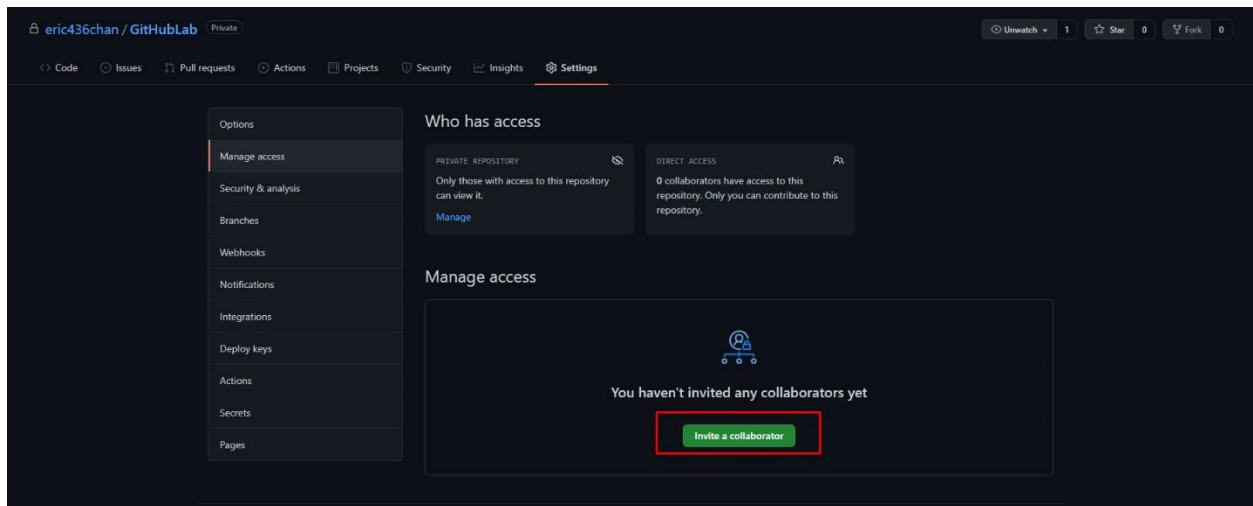 eric436chan / GitHubLab Private
Unwatch 1 Star 0 Fork 0
Code Issues Pull requests Actions Projects Security Insights Settings
Options
Manage access
Security & analysis
Branches
Webhooks
Notifications
Integrations
Deploy keys
Actions
Secrets
Pages
Who has access
PRIVATE REPOSITORY
Only those with access to this repository
can view it.
Manage
DIRECT ACCESS
0 collaborators have access to this
repository. Only you can contribute to this
repository.
Manage access
You haven't invited any collaborators yet
Invite a collaborator